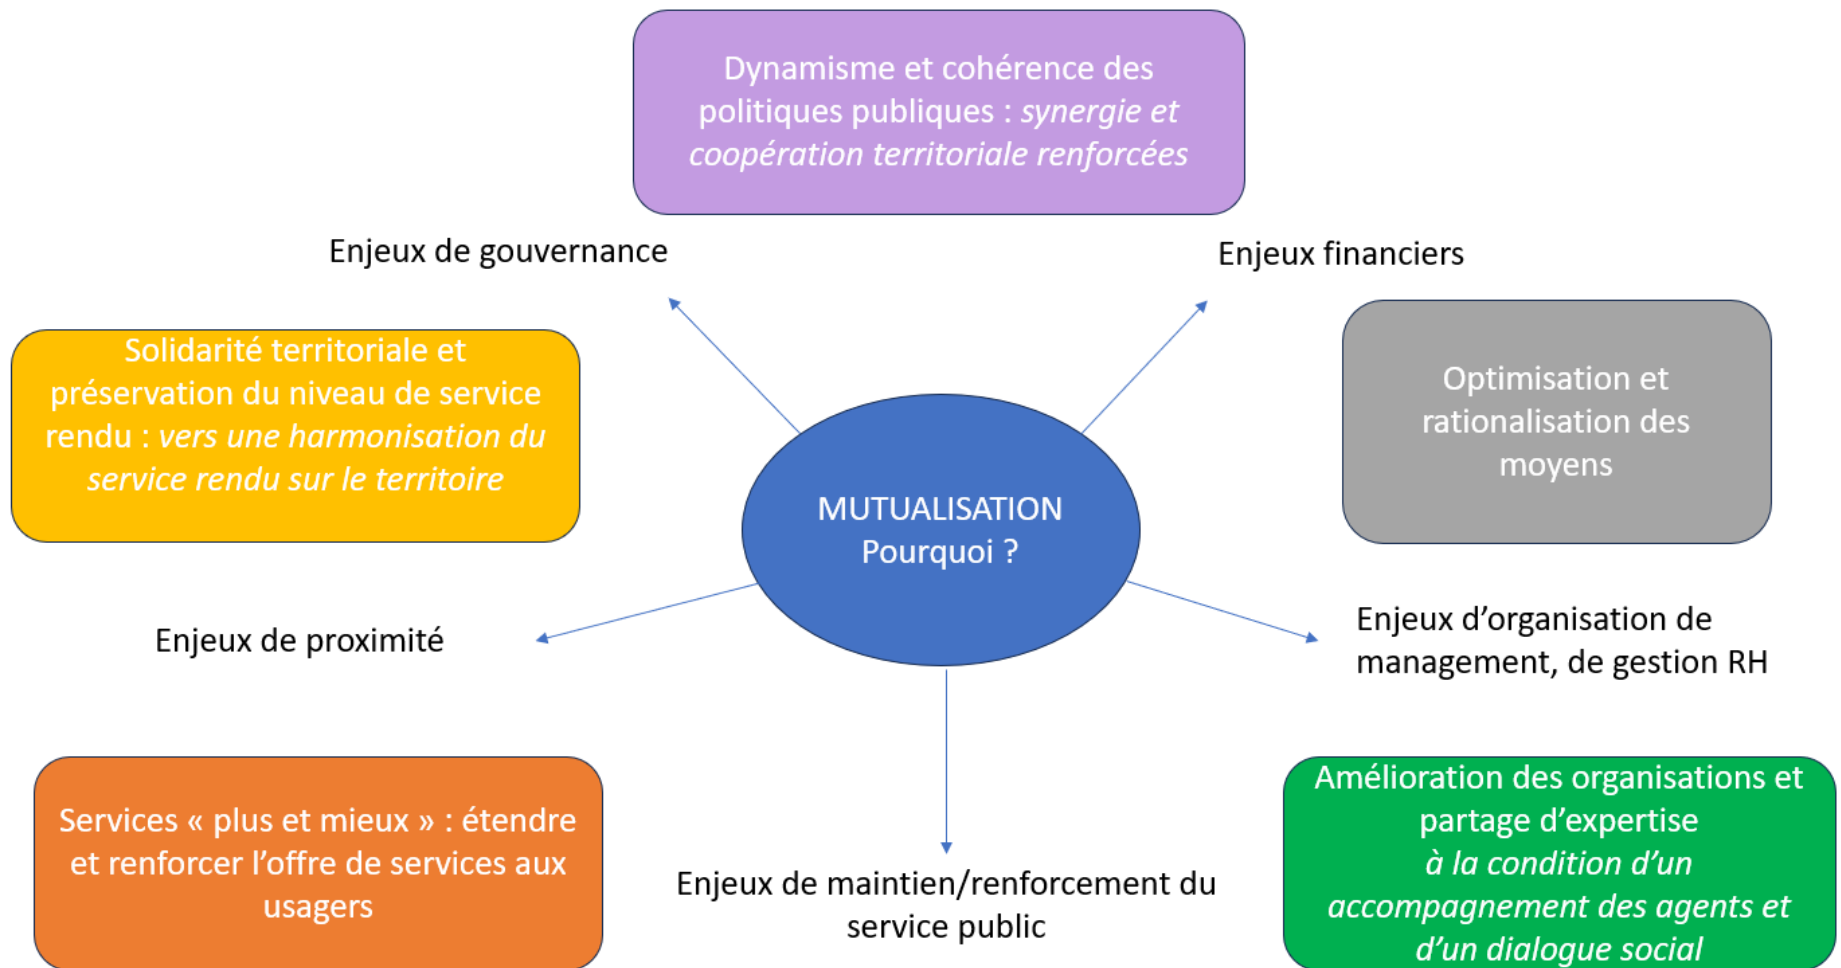 Dynamisme et cohérence des
politiques publiques : synergie et
coopération territoriale renforcées
Enjeux de gouvernance
Enjeux financiers
Solidarité territoriale et
préservation du niveau de service
rendu : vers une harmonisation du
service rendu sur le territoire
Optimisation et
rationalisation des
moyens
MUTUALISATION
Pourquoi ?
Enjeux de proximité
Enjeux d’organisation de
management, de gestion RH
Services « plus et mieux » : étendre
et renforcer l’offre de services aux
usagers
Enjeux de maintien/renforcement du
service public
Amélioration des organisations et
partage d’expertise
à la condition d’un
accompagnement des agents et
d’un dialogue social